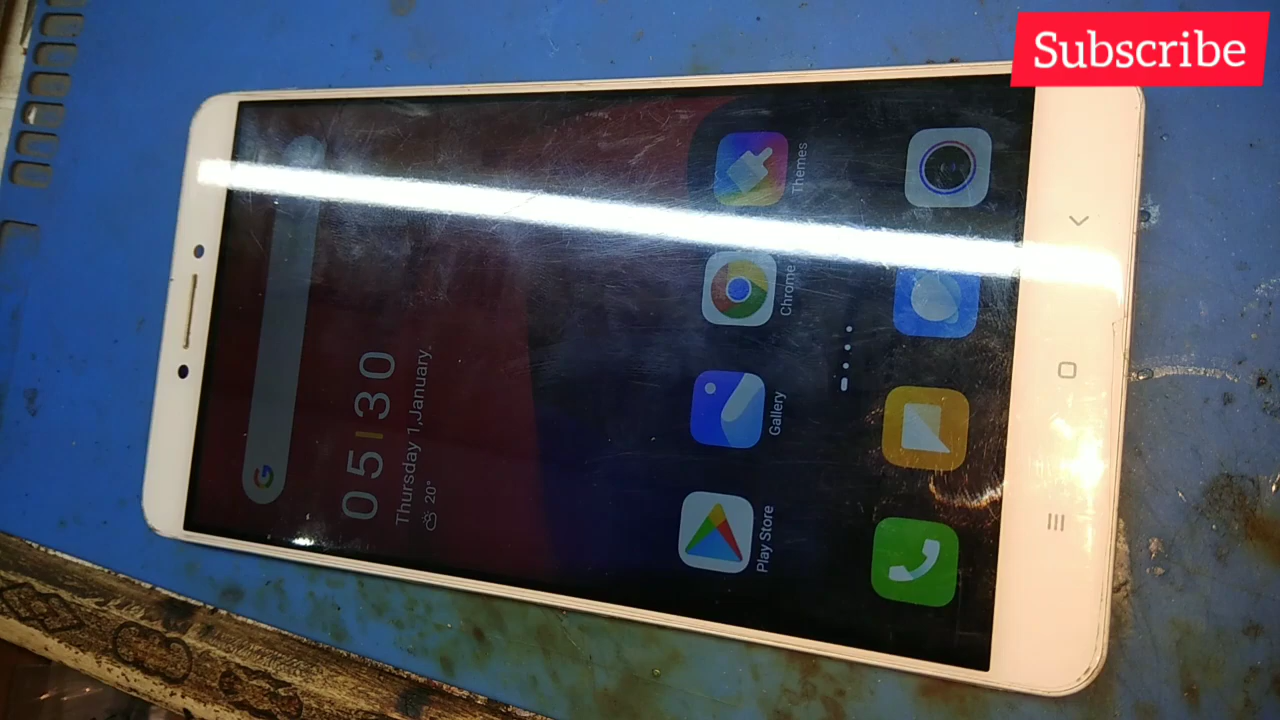 Subscribe
G
05:30
Thursday 1,January
20°
Themes
Chrome
Gallery
Play Store